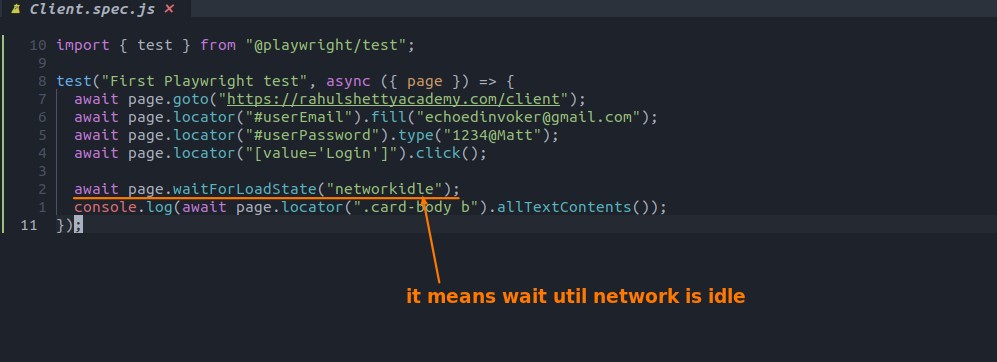 Client.spec.js ×
10 import { test } from "@playwright/test";
9
8 test("First Playwright test", async ({ page }) => {
7 await page.goto("https://rahulshettyacademy.com/client");
6 await page.locator("#userEmail").fill("echoedinvoker@gmail.com");
5 await page.locator("#userPassword").type("1234@Matt");
4 await page.locator("[value='Login']").click();
3
2 await page.waitForLoadState("networkidle");
1 console.log(await page.locator(".card-body b").allTextContents());
11 });
it means wait util network is idle